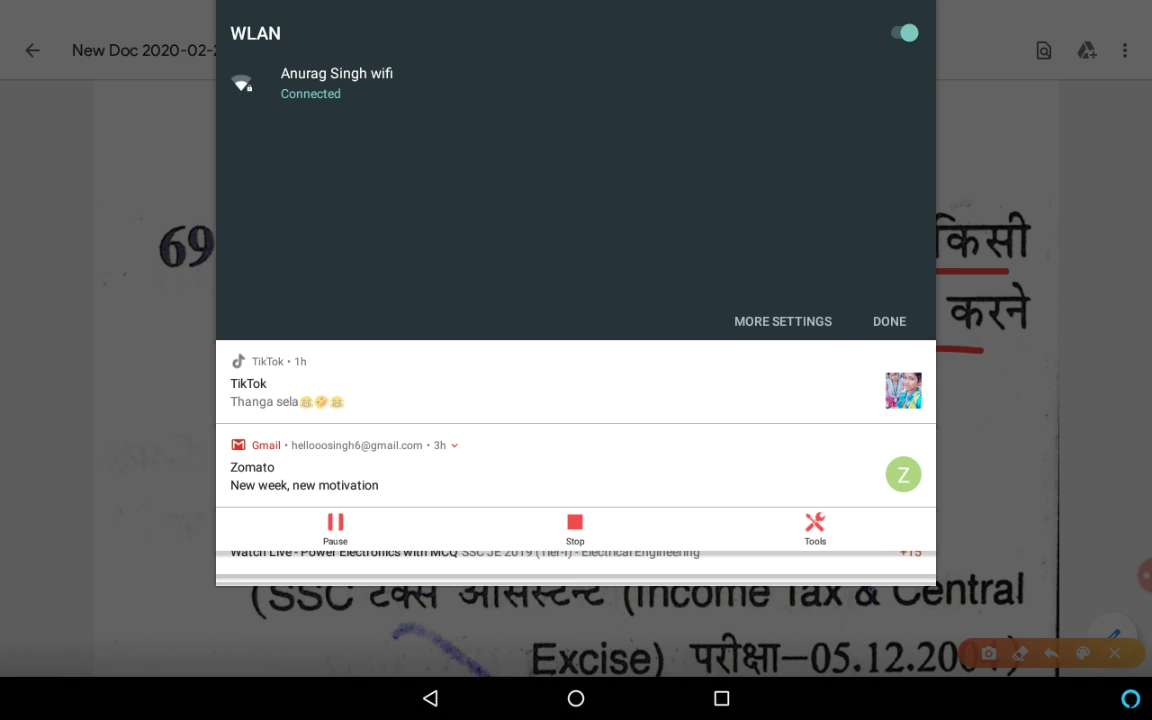 New Doc 2020-02-2
WLAN
Anurag Singh wifi
Connected
69
किसी
करने
MORE SETTINGS
DONE
TikTok • 1h
TikTok
Thanga sela😂🤣😂
Gmail • hellooosingh6@gmail.com • 3h
Zomato
New week, new motivation
Z
Pause
Stop
Tools
Watch Live - Power Electronics with MCQ SSC JE 2019 (Tier-I) - Electrical Engineering
+15
(SSC टैक्स असिस्टेन्ट (Income Tax & Central
Excise) परीक्षा–05.12.200